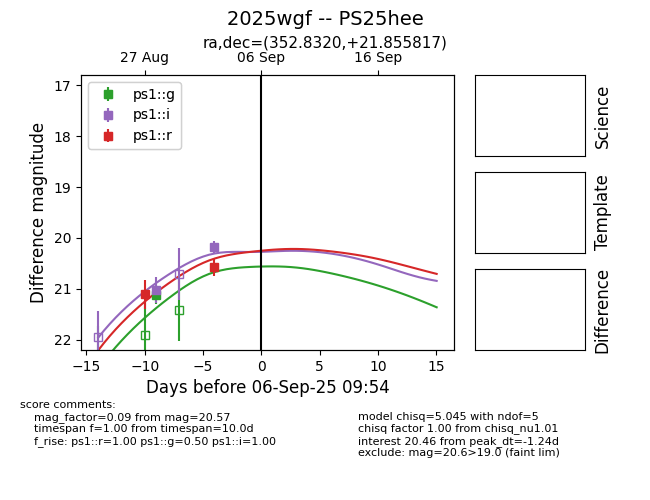 2025wgf -- PS25hee
ra,dec=(352.8320,+21.855817)
27 Aug
06 Sep
16 Sep
ps1::g
ps1::i
ps1::r
17
18
19
20
21
22
Difference magnitude
−15
−10
−5
0
5
10
15
Days before 06-Sep-25 09:54
Science
Template
Difference
score comments:
mag_factor=0.09 from mag=20.57
timespan f=1.00 from timespan=10.0d
f_rise: ps1::r=1.00 ps1::g=0.50 ps1::i=1.00
model chisq=5.045 with ndof=5
chisq factor 1.00 from chisq_nu1.01
interest 20.46 from peak_dt=-1.24d
exclude: mag=20.6>19.0 (faint lim)